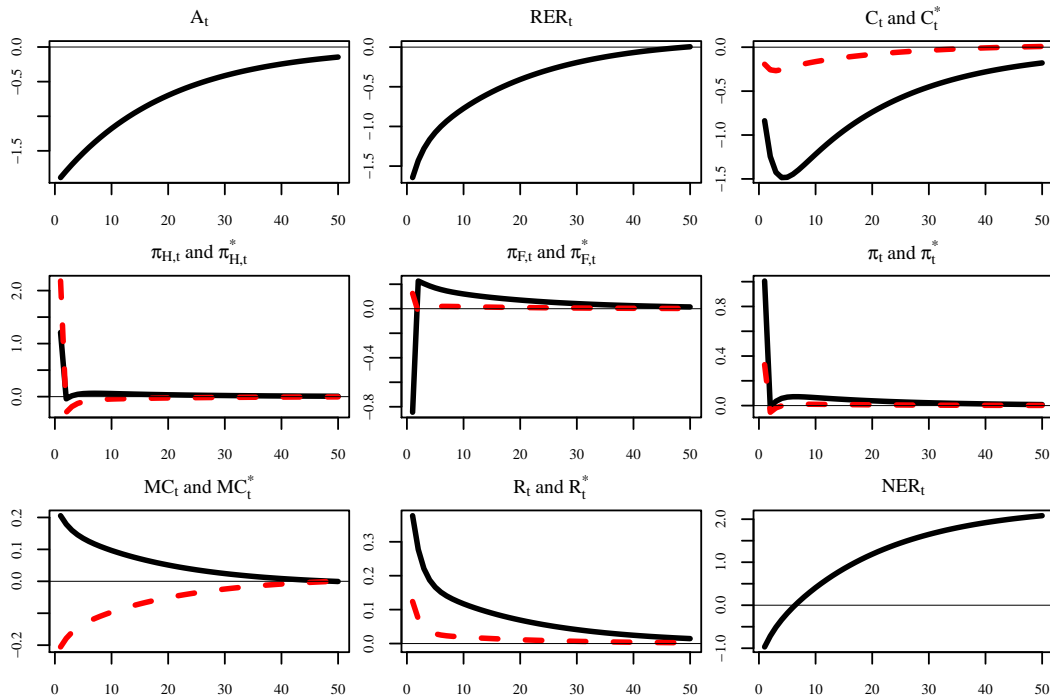 A_t
RER_t
C_t and C_t^*
0.0
−0.5
−1.5
0 10 20 30 40 50
0.0
−0.5
−1.0
−1.5
0 10 20 30 40 50
0.0
−0.5
−1.0
−1.5
0 10 20 30 40 50
π_{H,t} and π_{H,t}^*
π_{F,t} and π_{F,t}^*
π_t and π_t^*
2.0
1.0
0.0
0 10 20 30 40 50
0.0
−0.4
−0.8
0 10 20 30 40 50
0.8
0.4
0.0
0 10 20 30 40 50
MC_t and MC_t^*
R_t and R_t^*
NER_t
0.2
0.1
0.0
−0.2
0 10 20 30 40 50
0.3
0.2
0.1
0.0
0 10 20 30 40 50
2.0
1.0
0.0
−1.0
0 10 20 30 40 50